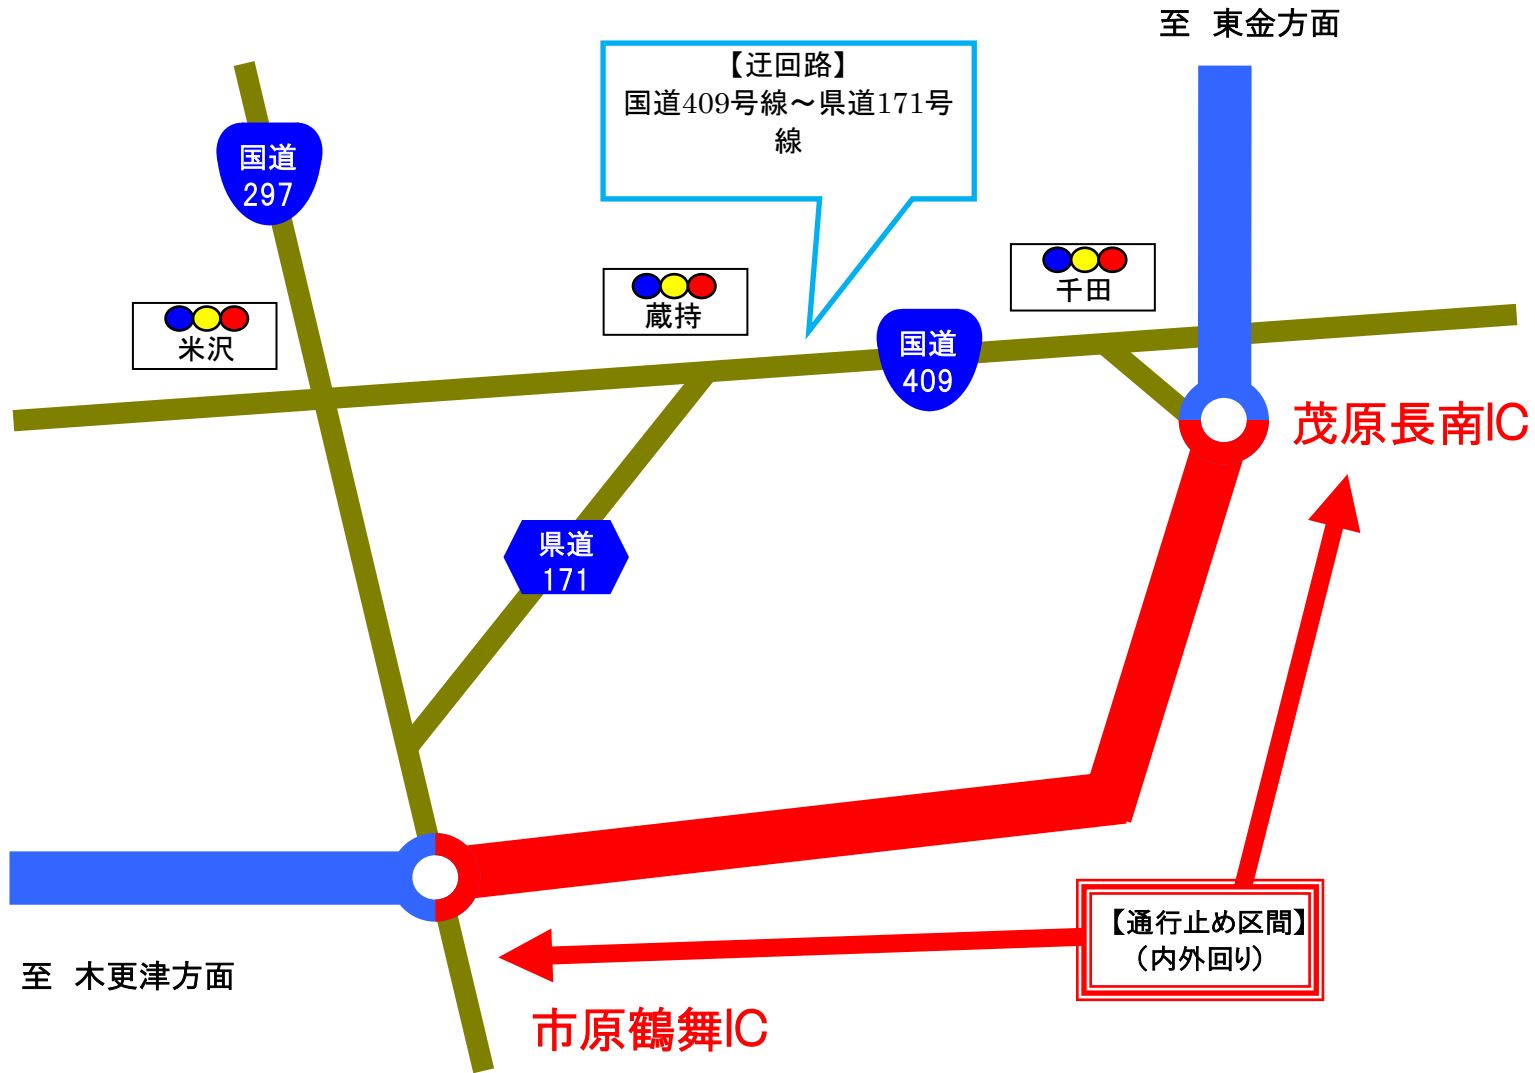 至　東金方面
【迂回路】
国道409号線～県道171号
線
国道
297
千田
蔵持
米沢
国道
409
茂原長南IC
県道
171
【通行止め区間】
（内外回り）
至　木更津方面
市原鶴舞IC